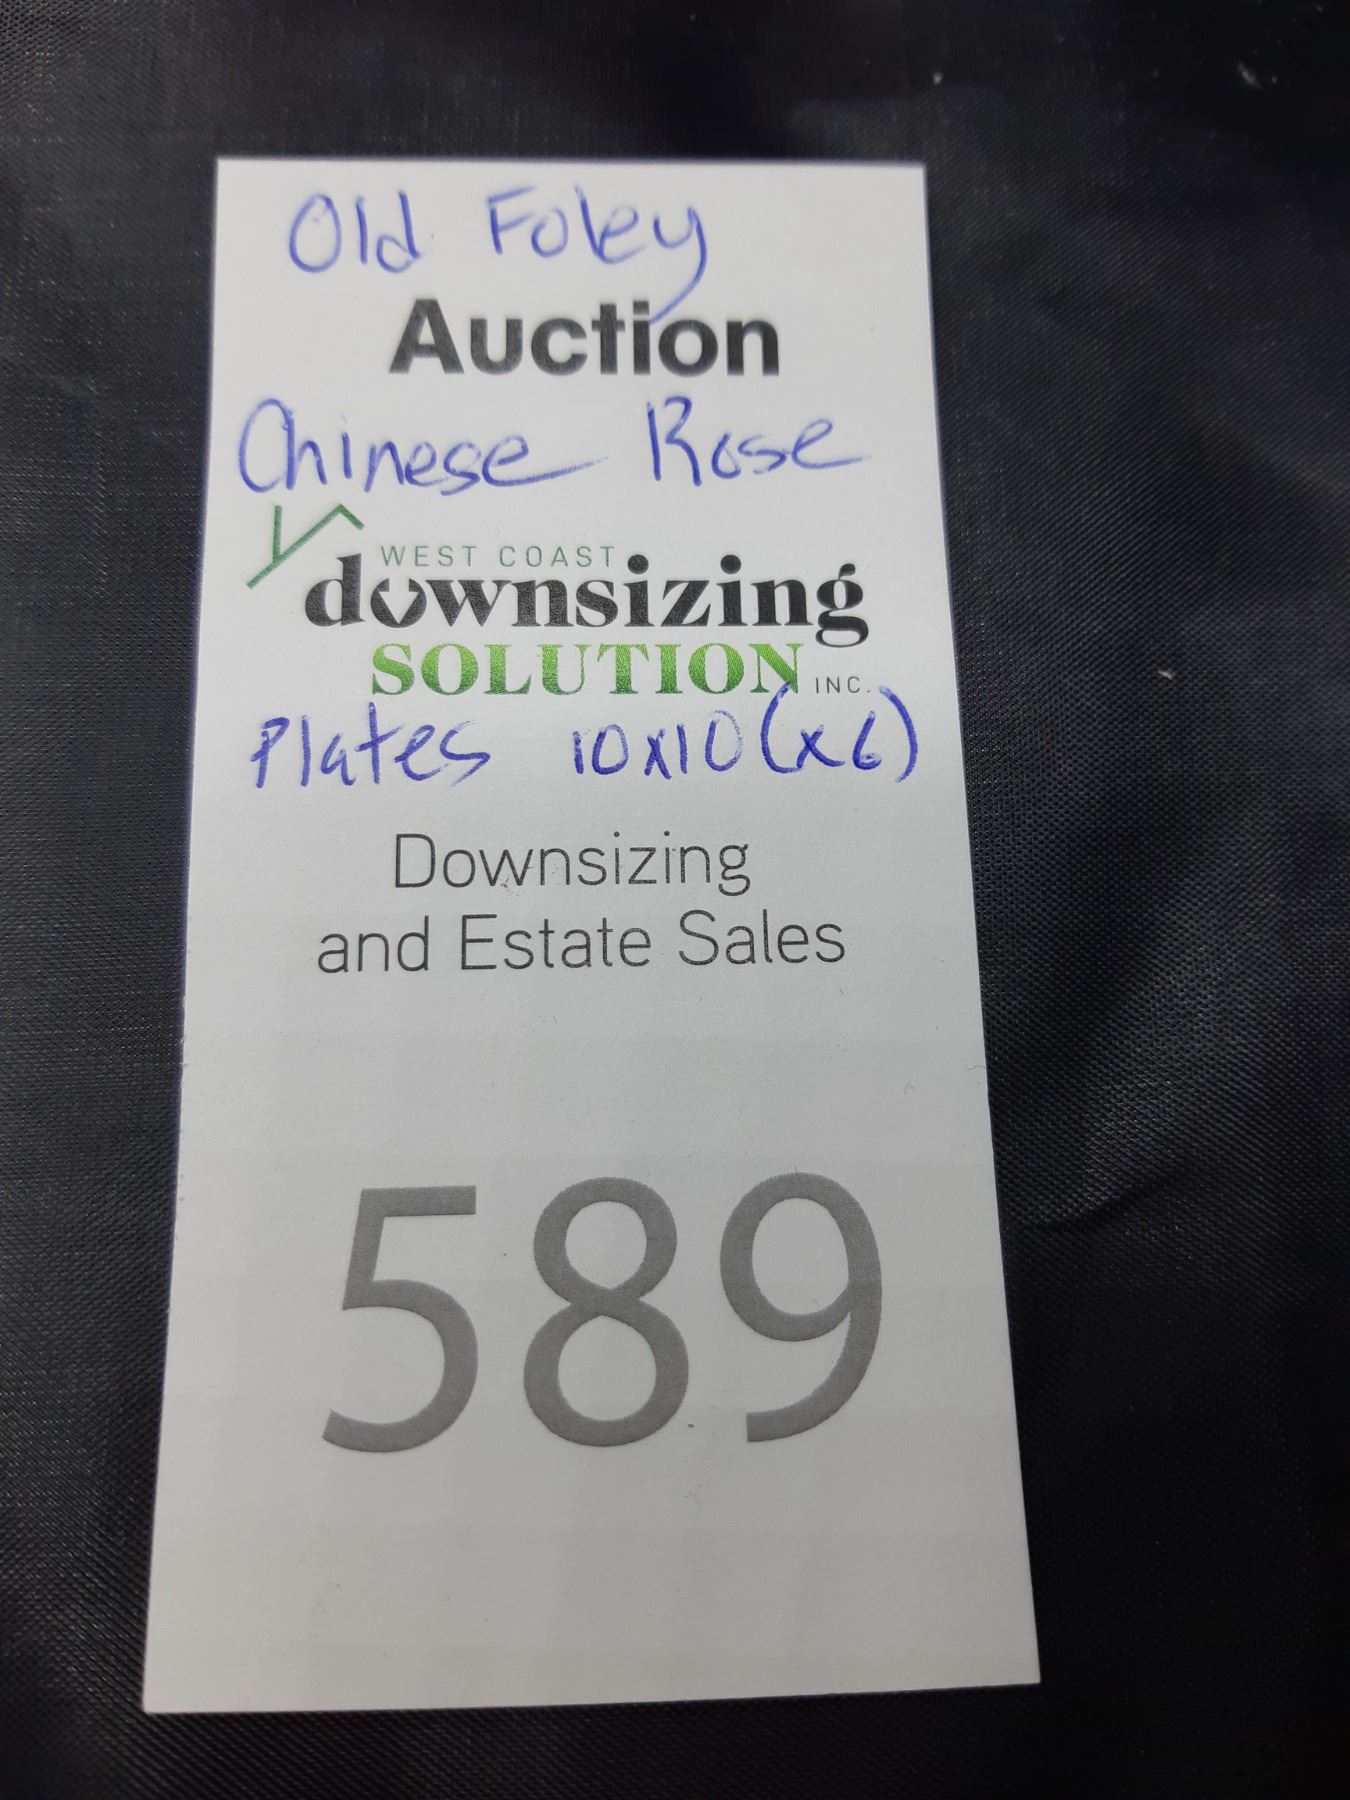 Old Foley
Auction
Chinese Rose
WEST COAST
downsizing
SOLUTION INC.
Plates 10x10 (x6)
Downsizing
and Estate Sales
589